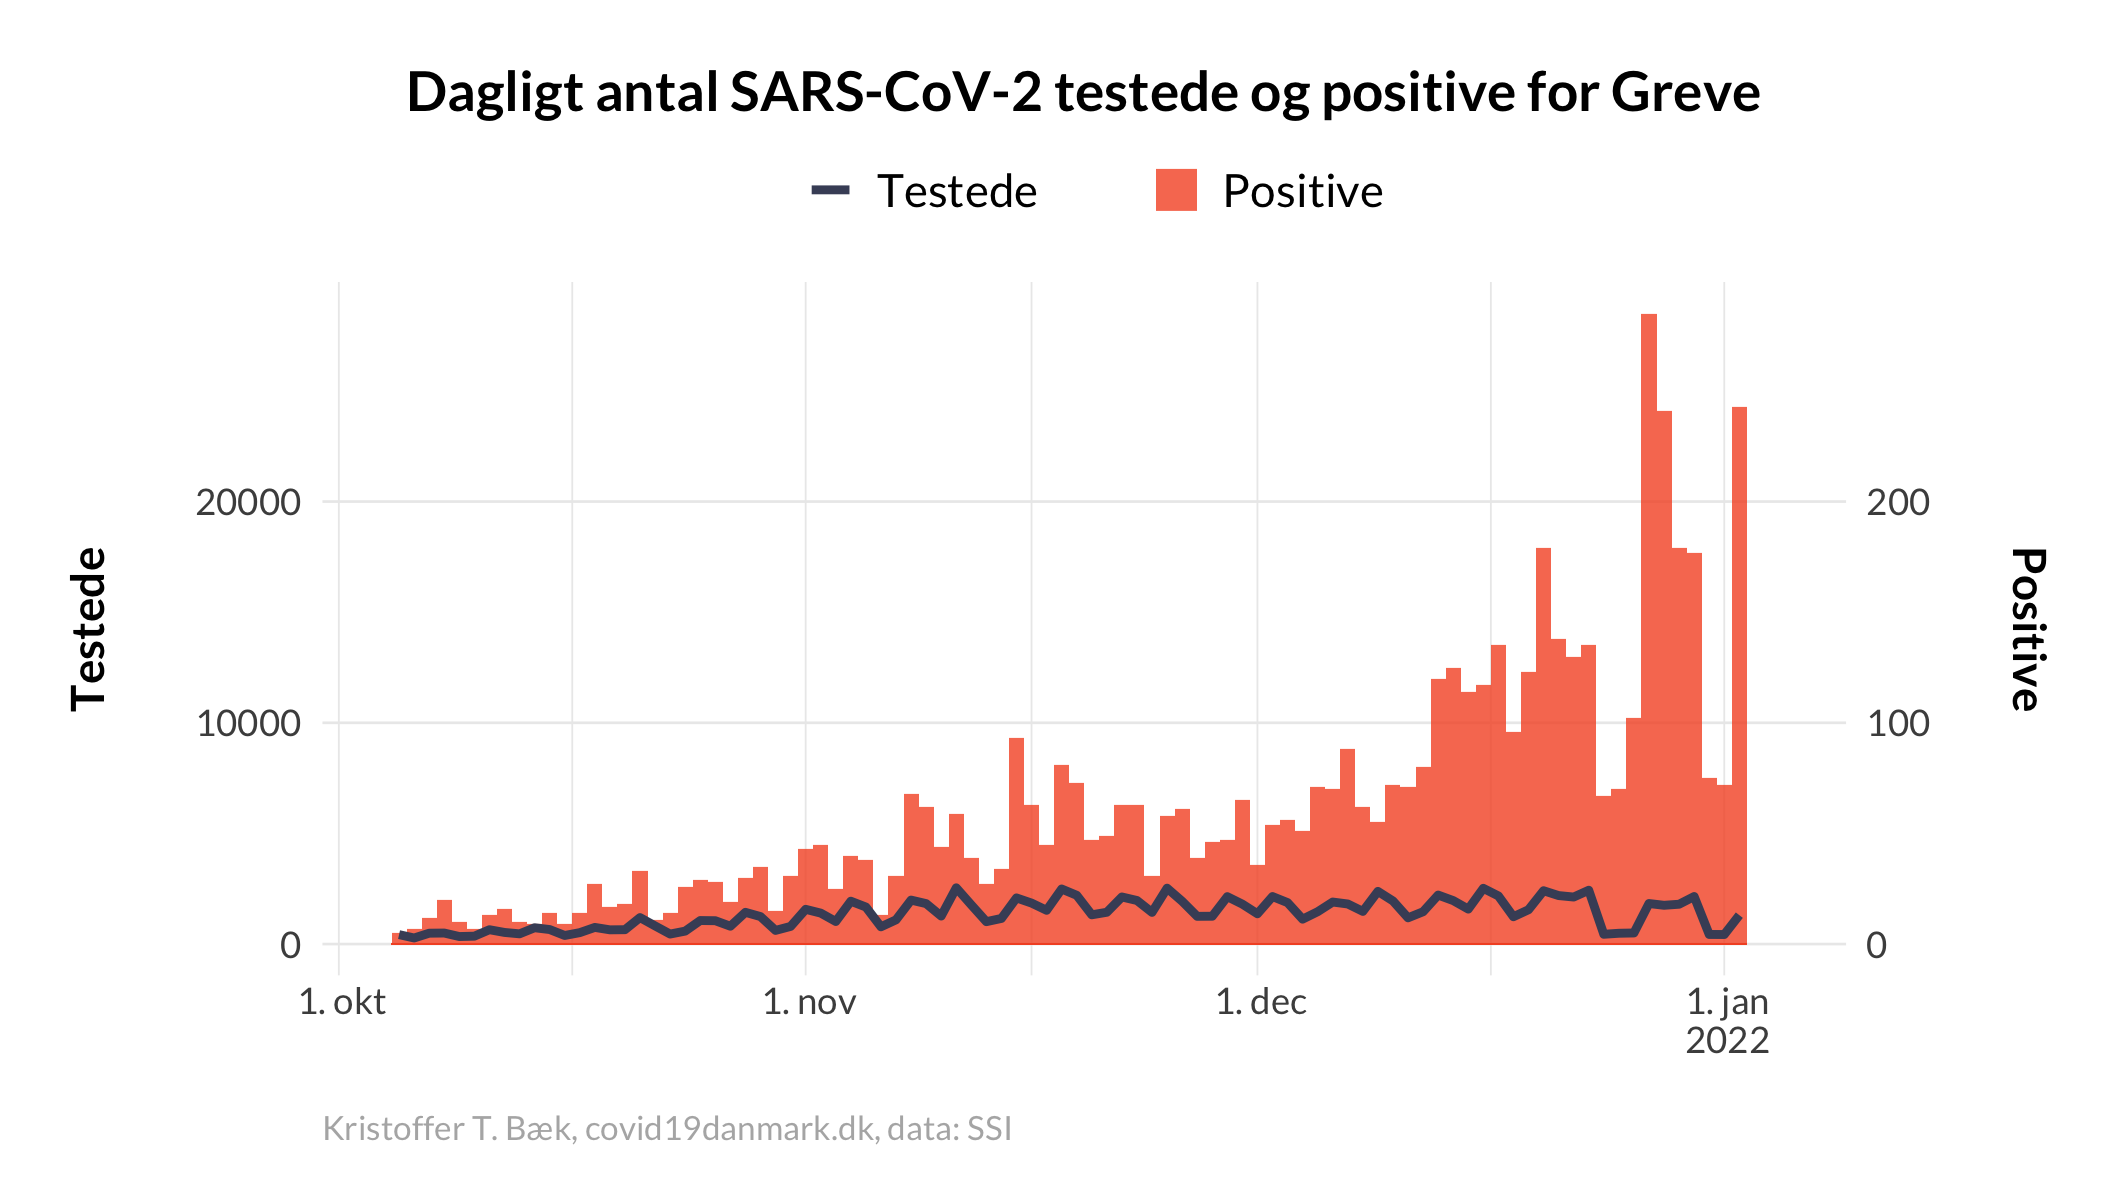 Dagligt antal SARS-CoV-2 testede og positive for Greve
Testede
Positive
20000
10000
0
200
100
0
Testede
Positive
1. okt
1. nov
1. dec
1. jan
2022
Kristoffer T. Bæk, covid19danmark.dk, data: SSI